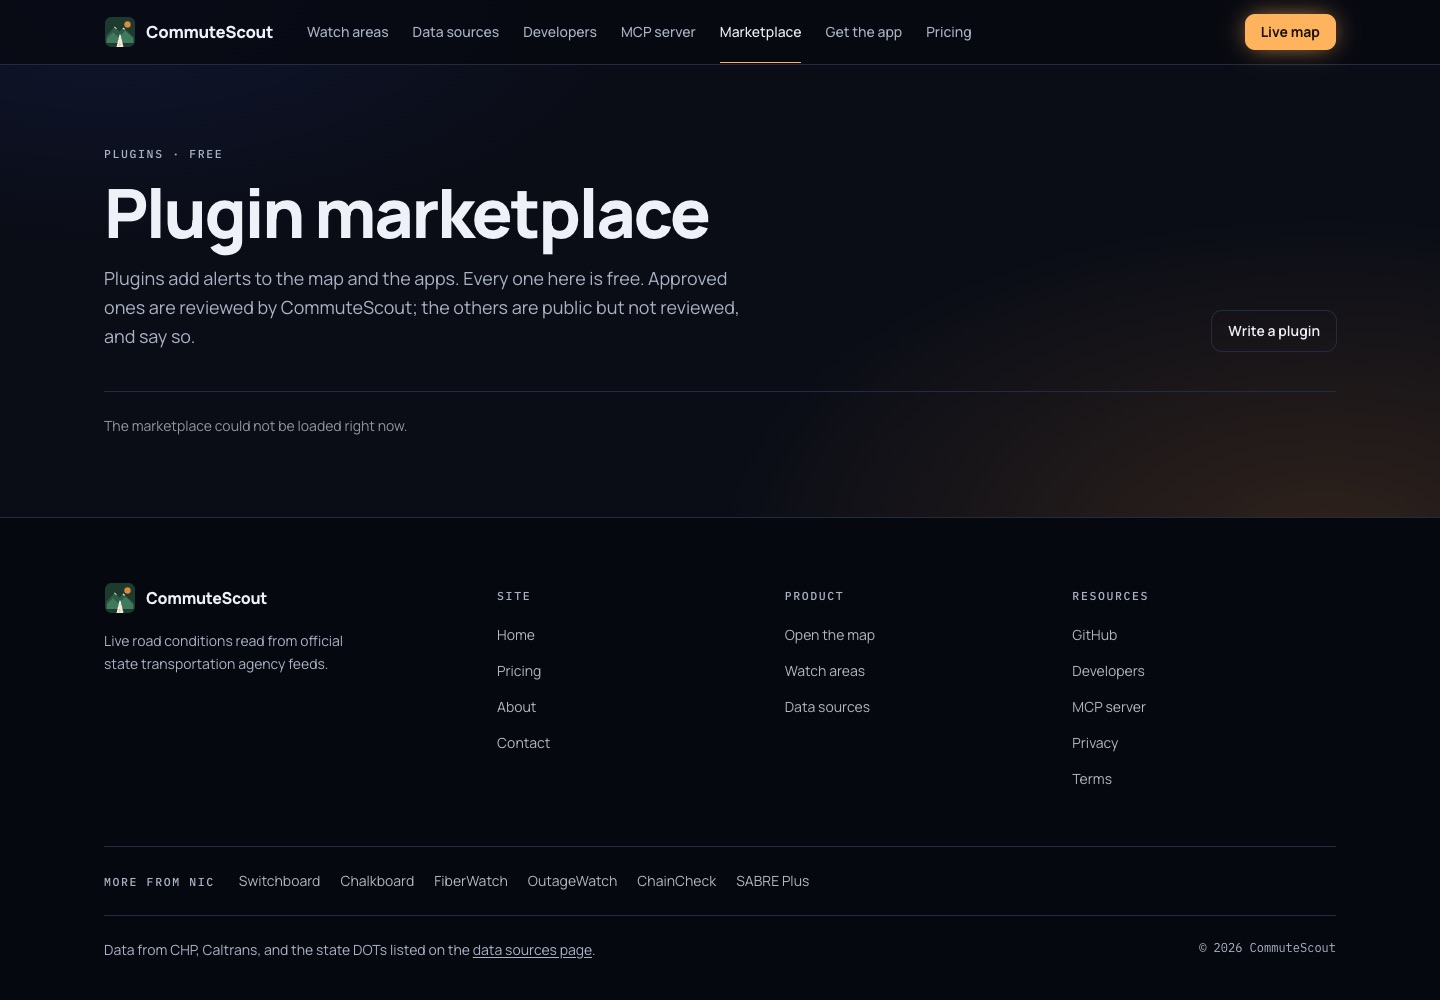 CommuteScout
Watch areas
Data sources
Developers
MCP server
Marketplace
Get the app
Pricing
Live map
PLUGINS · FREE
Plugin marketplace
Plugins add alerts to the map and the apps. Every one here is free. Approved
ones are reviewed by CommuteScout; the others are public but not reviewed,
and say so.
Write a plugin
The marketplace could not be loaded right now.
CommuteScout
Live road conditions read from official
state transportation agency feeds.
SITE
Home
Pricing
About
Contact
PRODUCT
Open the map
Watch areas
Data sources
RESOURCES
GitHub
Developers
MCP server
Privacy
Terms
MORE FROM NIC
Switchboard
Chalkboard
FiberWatch
OutageWatch
ChainCheck
SABRE Plus
Data from CHP, Caltrans, and the state DOTs listed on the data sources page.
© 2026 CommuteScout